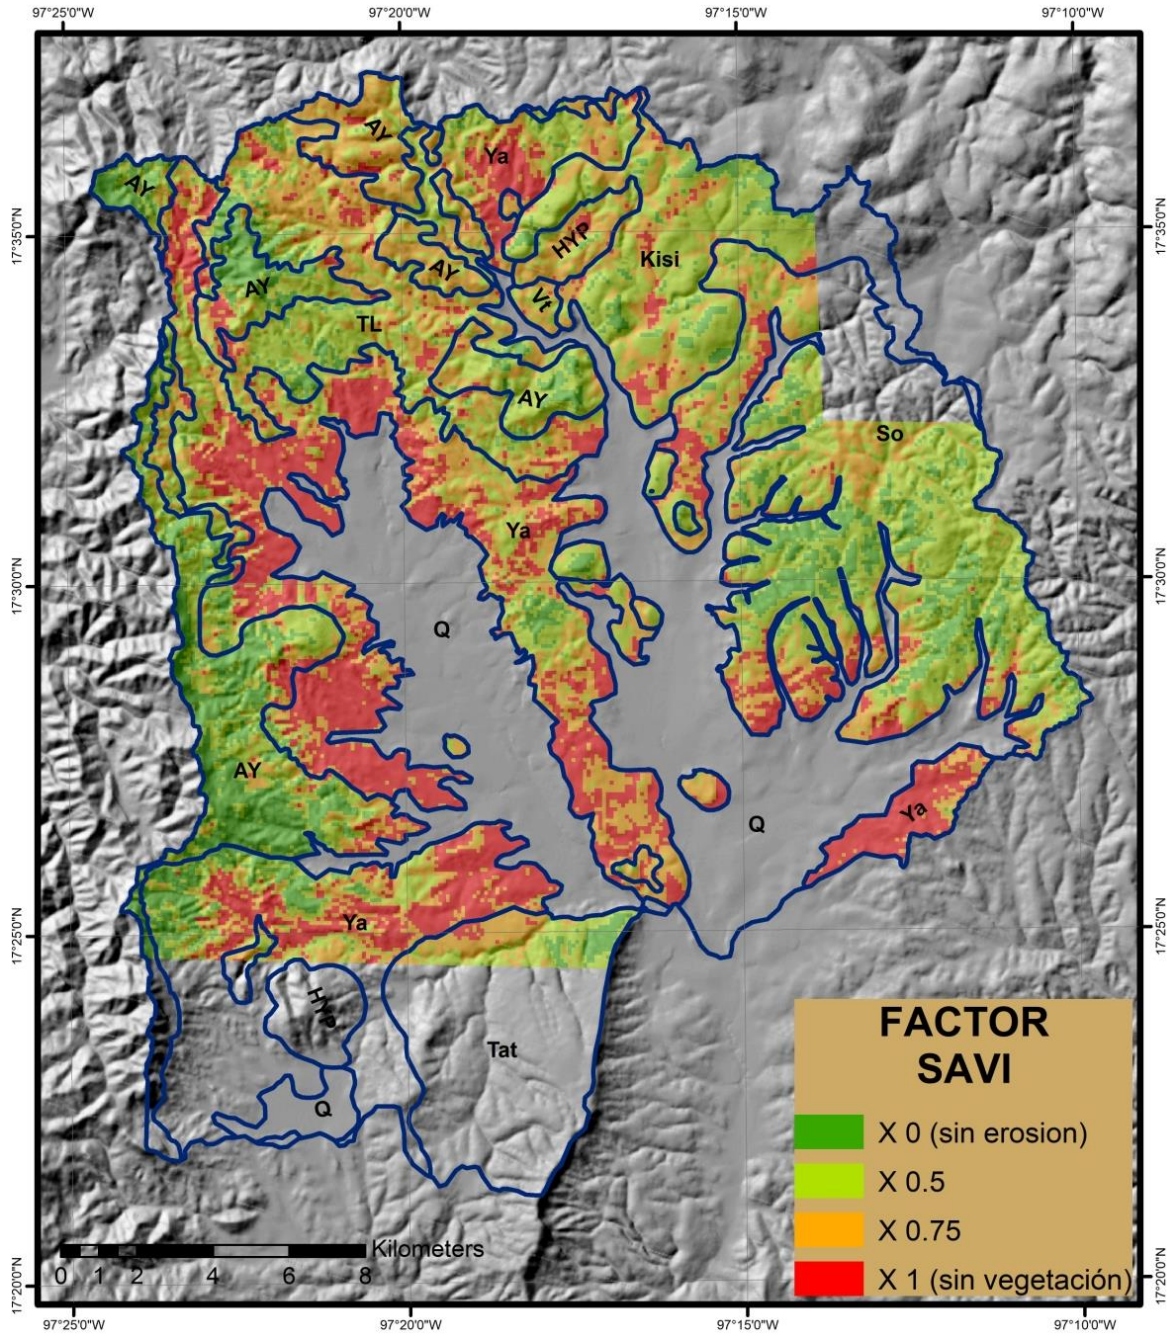 97°25'0"W 97°20'0"W 97°15'0"W 97°10'0"W
AY
Ya
AY
17°35'0"N 17°35'0"N
HYP
Kisi
AY
AY
Vt
TL
AY
So
Ya
17°30'0"N 17°30'0"N
Q
AY
Ya
Q
Ya
17°25'0"N 17°25'0"N
HYP
Tat
Q
FACTOR
SAVI
X 0 (sin erosion)
X 0.5
X 0.75
X 1 (sin vegetación)
Kilometers
0 1 2 4 6 8
17°20'0"N 17°20'0"N
97°25'0"W 97°20'0"W 97°15'0"W 97°10'0"W